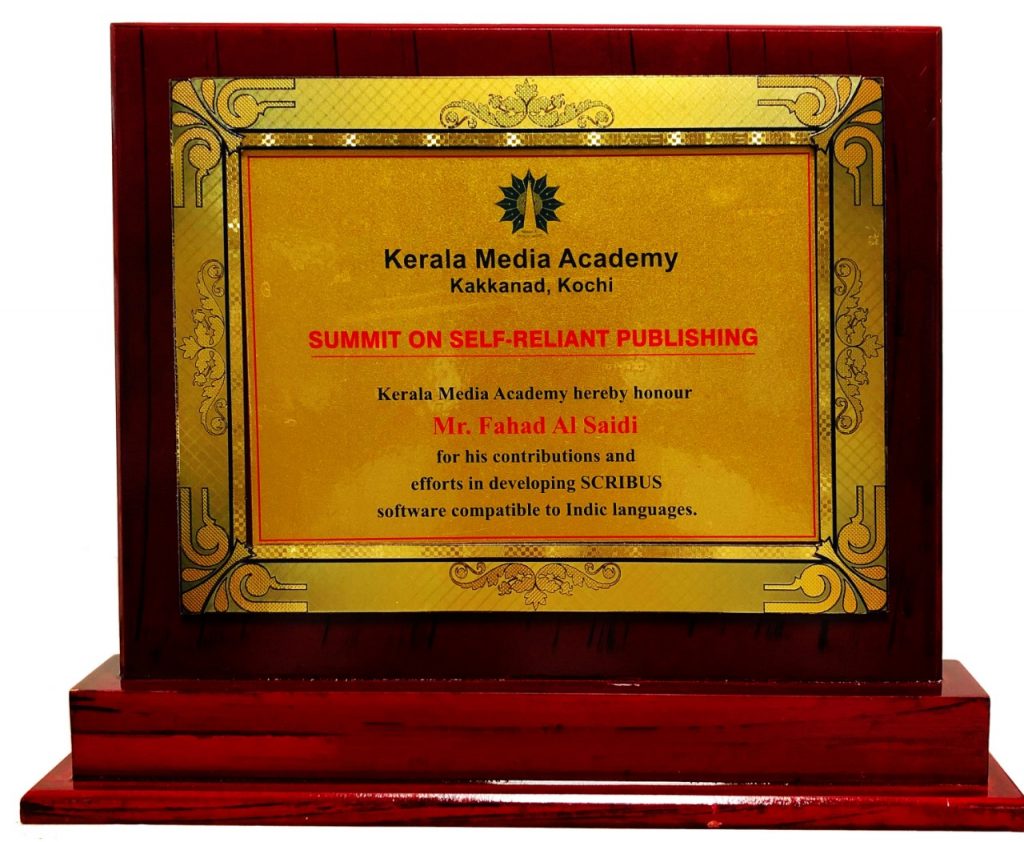 Kerala Media Academy
Kakkanad, Kochi
SUMMIT ON SELF-RELIANT PUBLISHING
Kerala Media Academy hereby honour
Mr. Fahad Al Saidi
for his contributions and
efforts in developing SCRIBUS
software compatible to Indic languages.